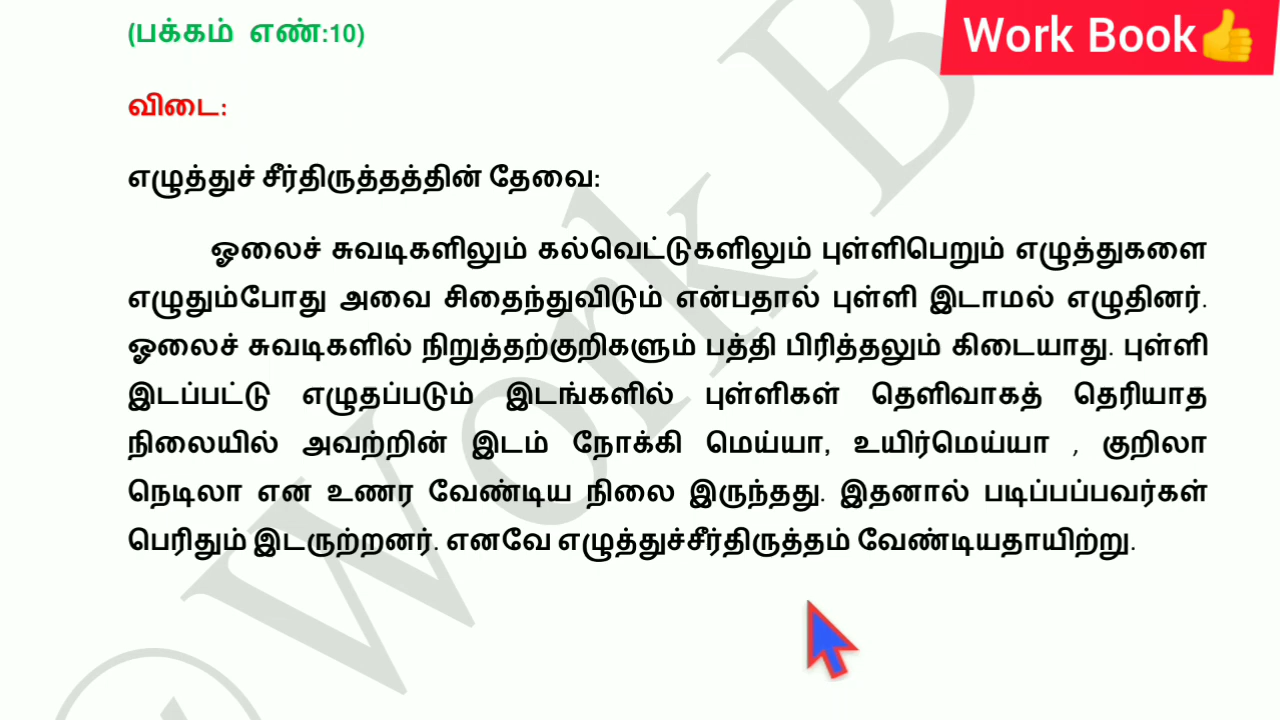 (பக்கம் எண்:10)
Work Book👍
விடை:
எழுத்துச் சீர்திருத்தத்தின் தேவை:
ஓலைச் சுவடிகளிலும் கல்வெட்டுகளிலும் புள்ளிபெறும் எழுத்துகளை
எழுதும்போது அவை சிதைந்துவிடும் என்பதால் புள்ளி இடாமல் எழுதினர்.
ஓலைச் சுவடிகளில் நிறுத்தற்குறிகளும் பத்தி பிரித்தலும் கிடையாது. புள்ளி
இடப்பட்டு எழுதப்படும் இடங்களில் புள்ளிகள் தெளிவாகத் தெரியாத
நிலையில் அவற்றின் இடம் நோக்கி மெய்யா, உயிர்மெய்யா , குறிலா
நெடிலா என உணர வேண்டிய நிலை இருந்தது. இதனால் படிப்பப்பவர்கள்
பெரிதும் இடருற்றனர். எனவே எழுத்துச்சீர்திருத்தம் வேண்டியதாயிற்று.
@Work B